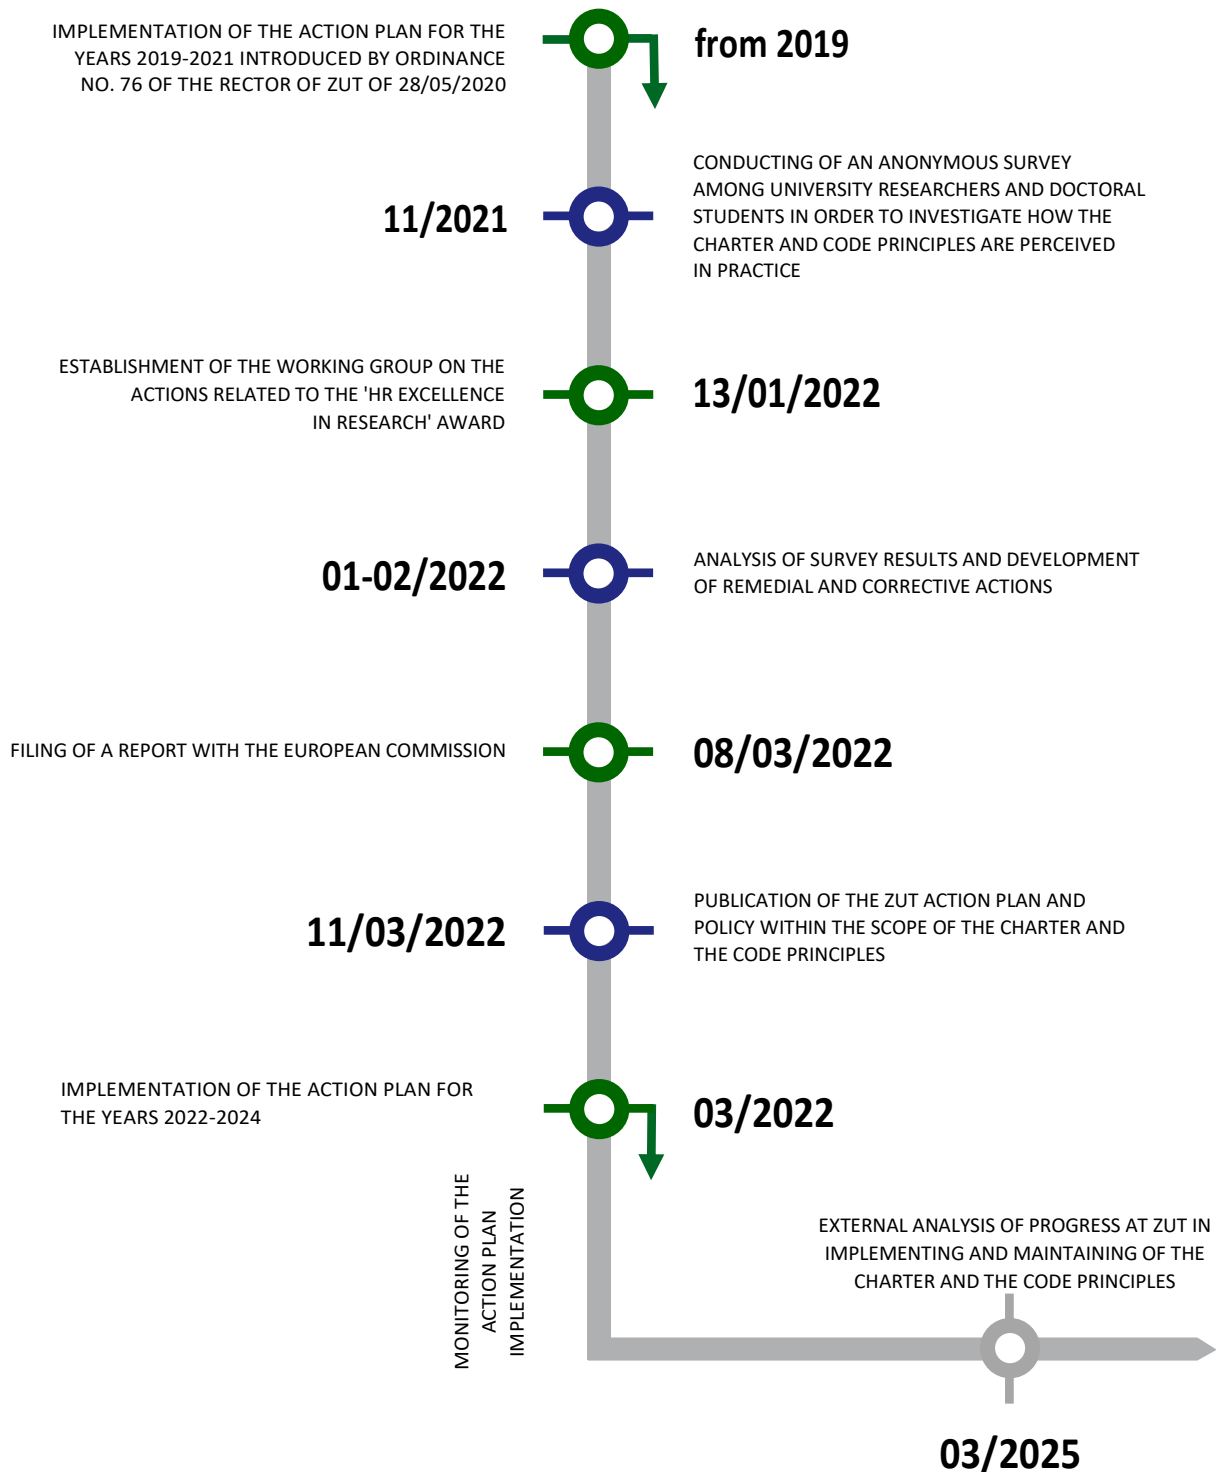 IMPLEMENTATION OF THE ACTION PLAN FOR THE
YEARS 2019-2021 INTRODUCED BY ORDINANCE
NO. 76 OF THE RECTOR OF ZUT OF 28/05/2020
from 2019
11/2021
CONDUCTING OF AN ANONYMOUS SURVEY
AMONG UNIVERSITY RESEARCHERS AND DOCTORAL
STUDENTS IN ORDER TO INVESTIGATE HOW THE
CHARTER AND CODE PRINCIPLES ARE PERCEIVED
IN PRACTICE
ESTABLISHMENT OF THE WORKING GROUP ON THE
ACTIONS RELATED TO THE 'HR EXCELLENCE
IN RESEARCH' AWARD
13/01/2022
01-02/2022
ANALYSIS OF SURVEY RESULTS AND DEVELOPMENT
OF REMEDIAL AND CORRECTIVE ACTIONS
FILING OF A REPORT WITH THE EUROPEAN COMMISSION
08/03/2022
11/03/2022
PUBLICATION OF THE ZUT ACTION PLAN AND
POLICY WITHIN THE SCOPE OF THE CHARTER AND
THE CODE PRINCIPLES
IMPLEMENTATION OF THE ACTION PLAN FOR
THE YEARS 2022-2024
03/2022
MONITORING OF THE
ACTION PLAN
IMPLEMENTATION
EXTERNAL ANALYSIS OF PROGRESS AT ZUT IN
IMPLEMENTING AND MAINTAINING OF THE
CHARTER AND THE CODE PRINCIPLES
03/2025